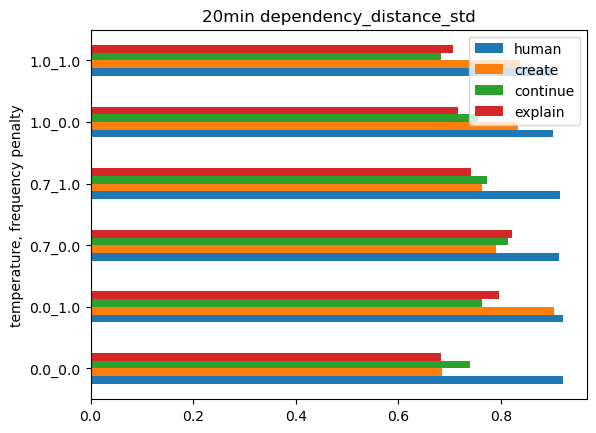 20min dependency_distance_std
human
create
continue
explain
temperature, frequency penalty
1.0_1.0
1.0_0.0
0.7_1.0
0.7_0.0
0.0_1.0
0.0_0.0
0.0 0.2 0.4 0.6 0.8